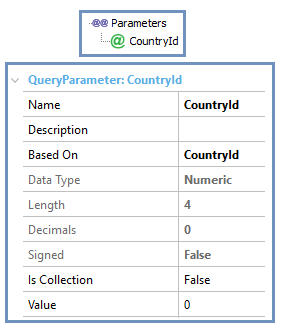 Parameters
CountryId
QueryParameter: CountryId
Name CountryId
Description
Based On CountryId
Data Type Numeric
Length 4
Decimals 0
Signed False
Is Collection False
Value 0